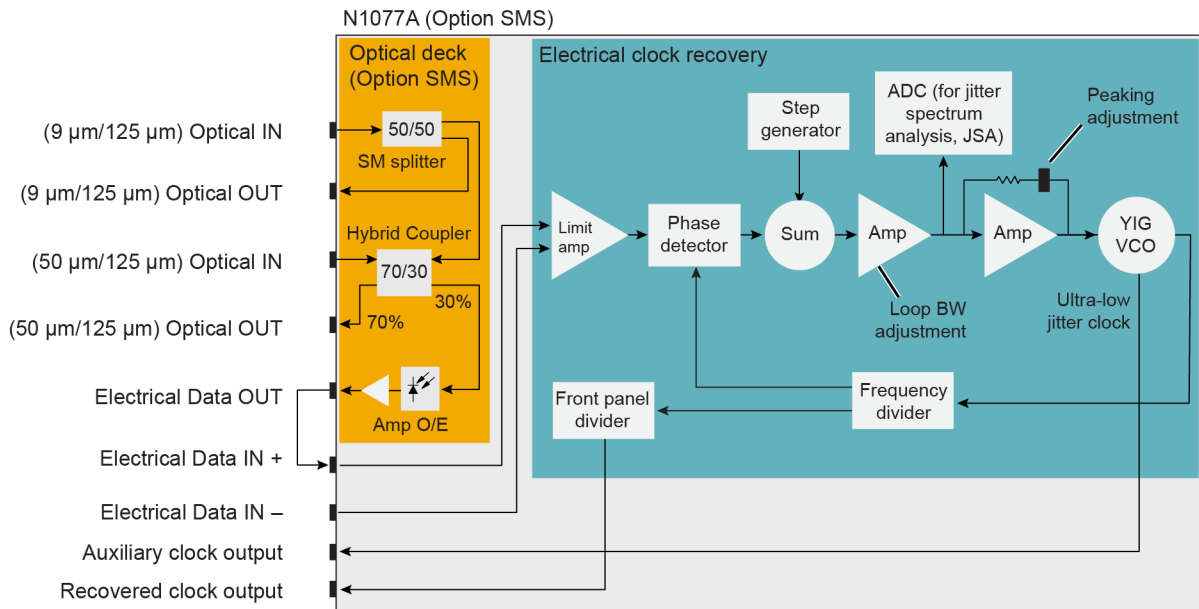 N1077A (Option SMS)
Optical deck
(Option SMS)
Electrical clock recovery
(9 μm/125 μm) Optical IN
50/50
SM splitter
(9 μm/125 μm) Optical OUT
Hybrid Coupler
(50 μm/125 μm) Optical IN
70/30
30%
70%
(50 μm/125 μm) Optical OUT
Electrical Data OUT
Amp O/E
Electrical Data IN +
Electrical Data IN –
Auxiliary clock output
Recovered clock output
Step
generator
ADC (for jitter
spectrum
analysis, JSA)
Peaking
adjustment
Limit
amp
Phase
detector
Sum
Amp
Amp
YIG
VCO
Loop BW
adjustment
Ultra-low
jitter clock
Front panel
divider
Frequency
divider